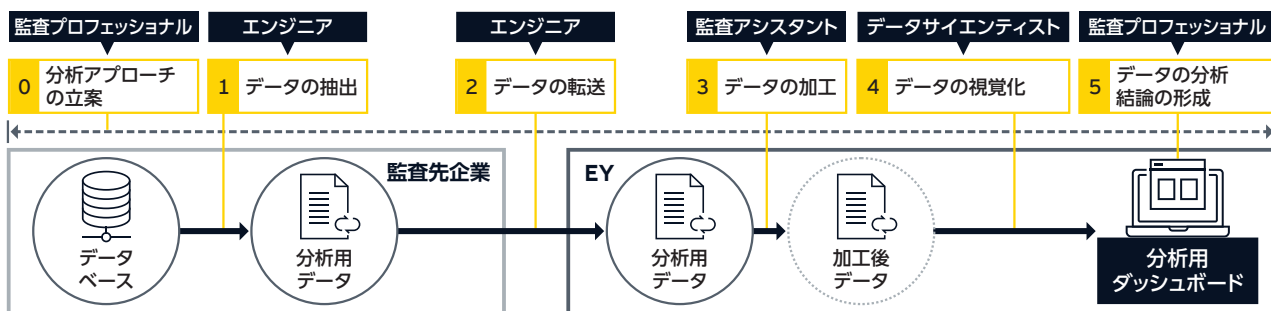 監査プロフェッショナル
エンジニア
エンジニア
監査アシスタント
データサイエンティスト
監査プロフェッショナル
0 分析アプローチ
の立案
1 データの抽出
2 データの転送
3 データの加工
4 データの視覚化
5 データの分析
結論の形成
監査先企業
EY
データ
ベース
分析用
データ
分析用
データ
加工後
データ
分析用
ダッシュボード